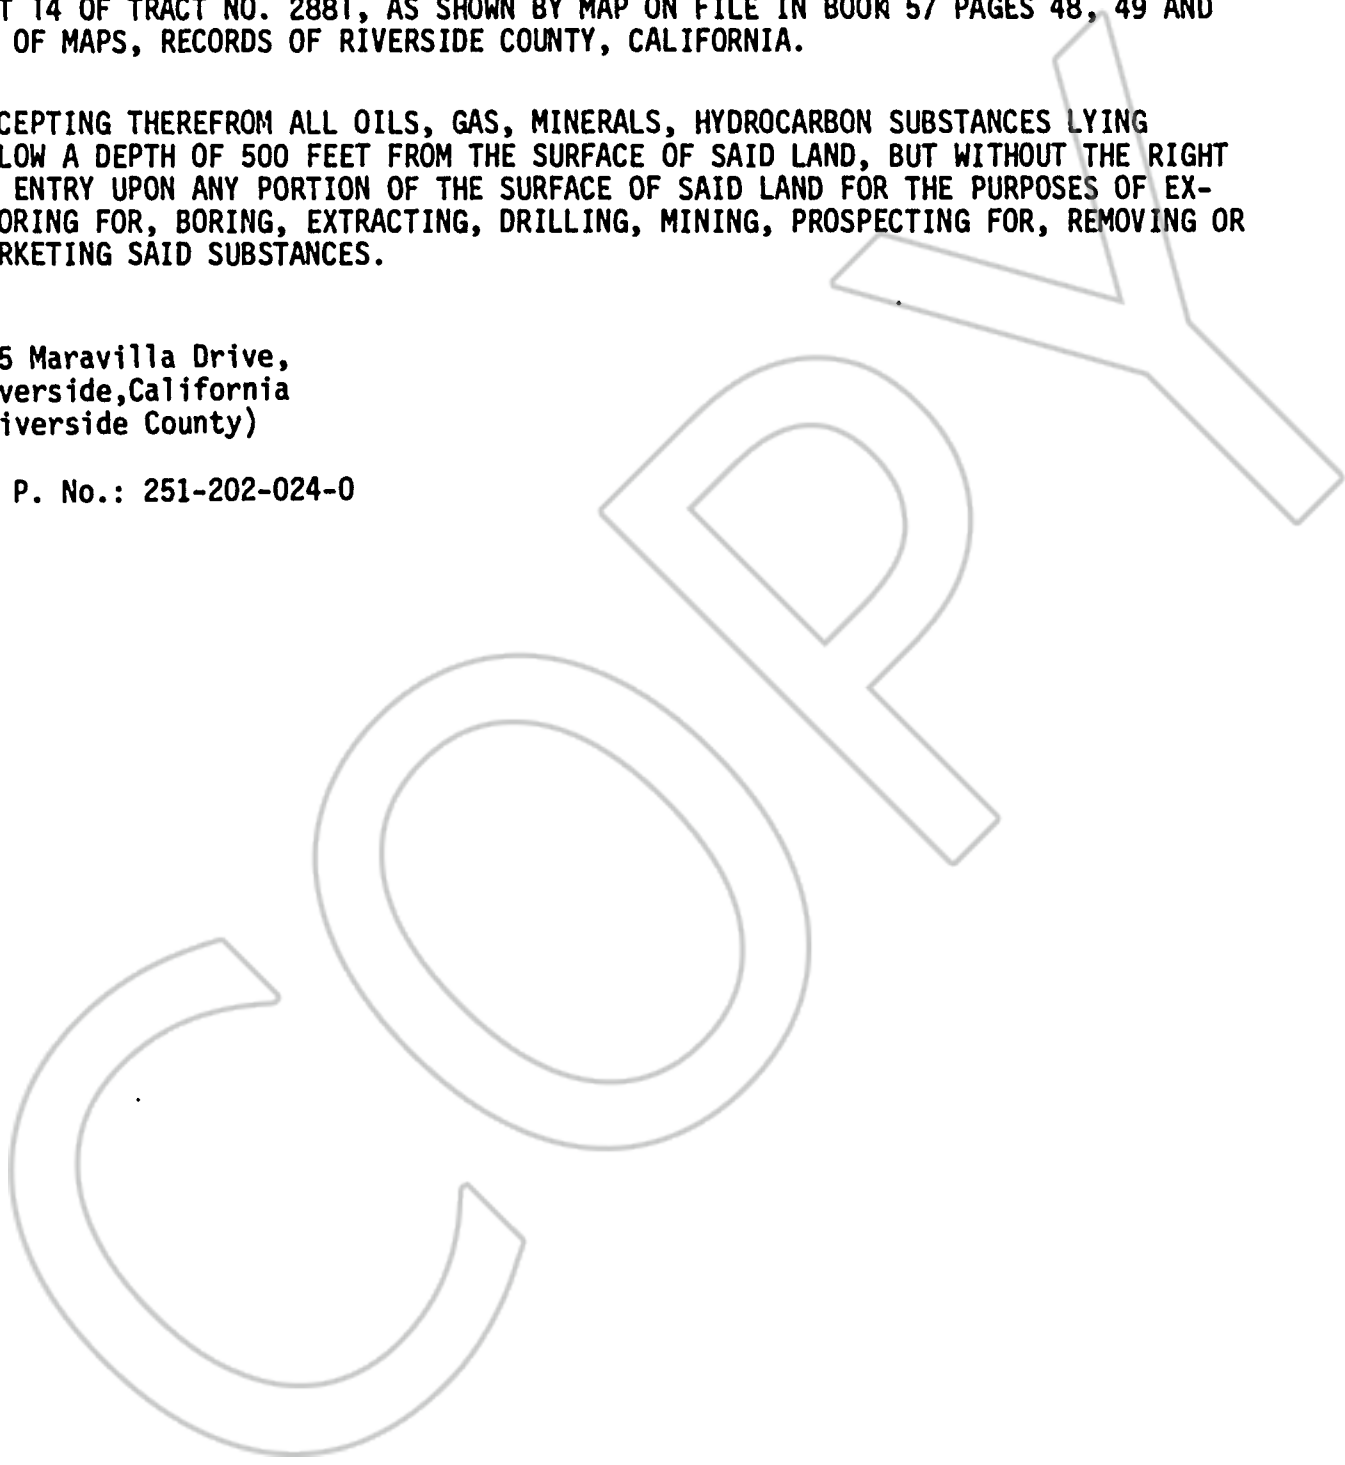 T 14 OF TRACT NO. 2881, AS SHOWN BY MAP ON FILE IN BOOK 57 PAGES 48, 49 AND
OF MAPS, RECORDS OF RIVERSIDE COUNTY, CALIFORNIA.
CEPTING THEREFROM ALL OILS, GAS, MINERALS, HYDROCARBON SUBSTANCES LYING
LOW A DEPTH OF 500 FEET FROM THE SURFACE OF SAID LAND, BUT WITHOUT THE RIGHT
ENTRY UPON ANY PORTION OF THE SURFACE OF SAID LAND FOR THE PURPOSES OF EX-
ORING FOR, BORING, EXTRACTING, DRILLING, MINING, PROSPECTING FOR, REMOVING OR
RKETING SAID SUBSTANCES.
5 Maravilla Drive,
verside,California
iverside County)
P. No.: 251-202-024-0
COPY